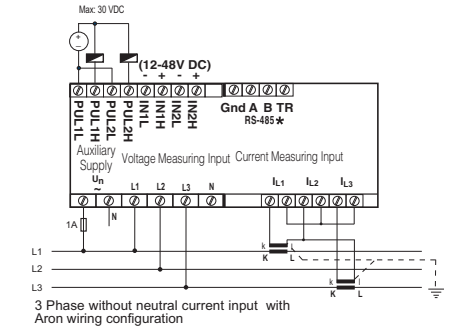 Max: 30 VDC
+
−
(12-48V DC)
- + - +
PUL1L PUL1H PUL2L PUL2H IN1L IN1H IN2L IN2H
Gnd A B TR
RS-485*
Auxiliary Supply
Voltage Measuring Input
Current Measuring Input
Un
~
L1 L2 L3 N
IL1 IL2 IL3
1A
N
L1
k l
K L
L2
L3
k l
K L
3 Phase without neutral current input with
Aron wiring configuration